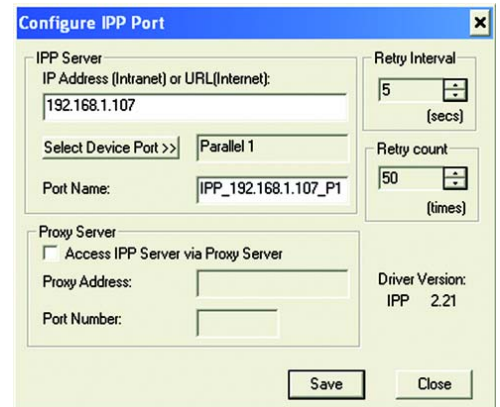 Configure IPP Port
IPP Server
IP Address (Intranet) or URL(Internet):
192.168.1.107
Select Device Port >>
Parallel 1
Port Name:
IPP_192.168.1.107_P1
Retry Interval
5
(secs)
Retry count
50
(times)
Proxy Server
Access IPP Server via Proxy Server
Proxy Address:
Port Number:
Driver Version:
IPP 2.21
Save
Close